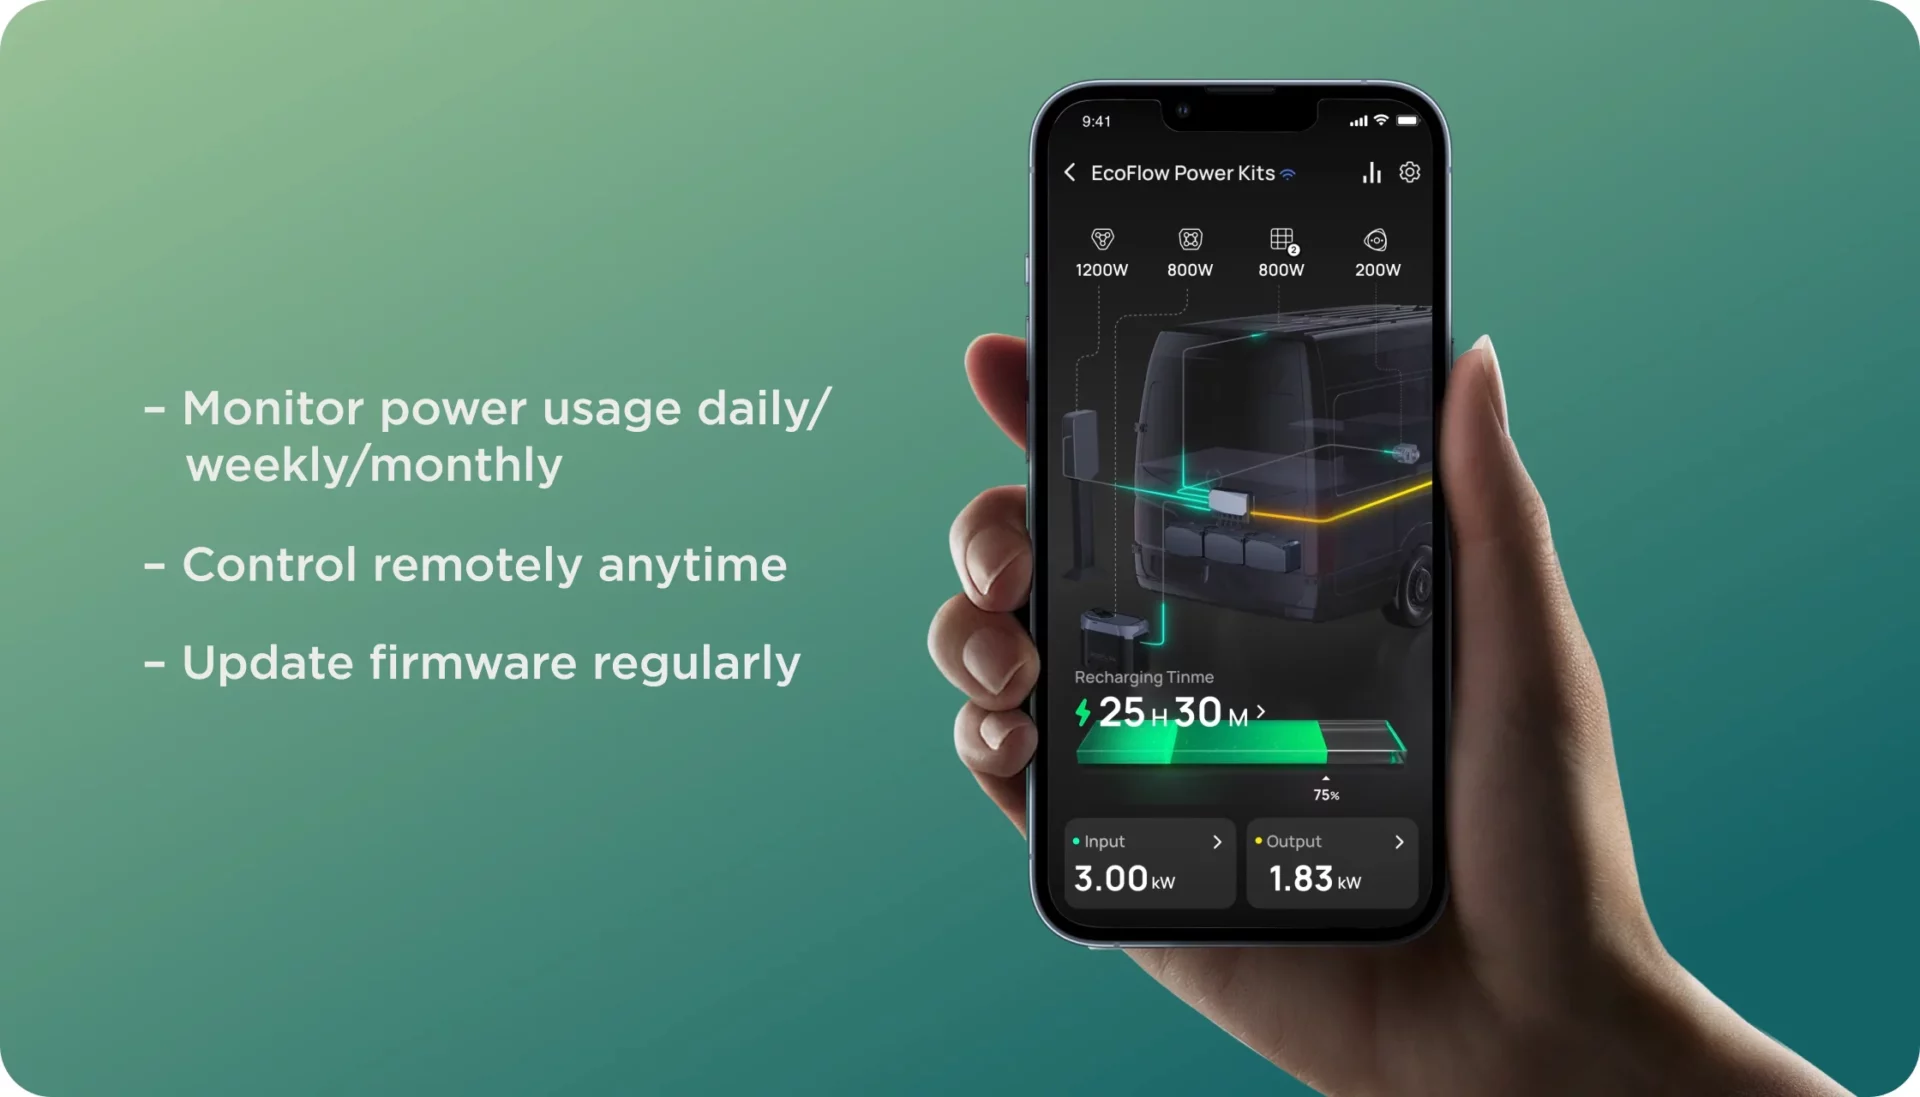 – Monitor power usage daily/
weekly/monthly
– Control remotely anytime
– Update firmware regularly
9:41
EcoFlow Power Kits
2
1200W 800W 800W 200W
Recharging Tinme
25 H 30 M
75%
Input Output
3.00 kW 1.83 kW